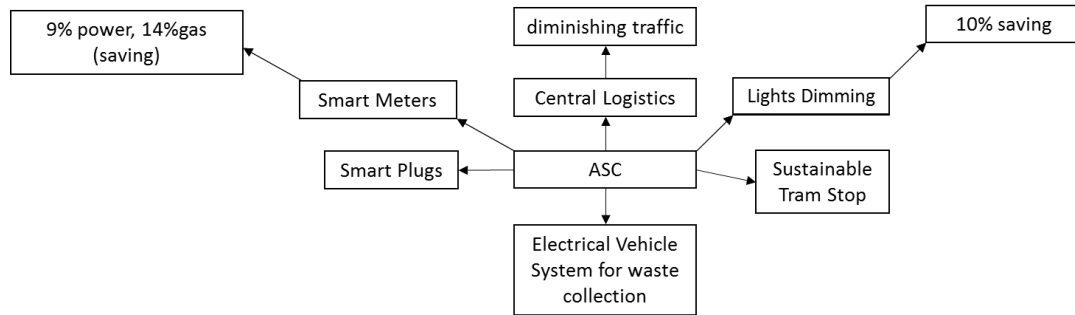 9% power, 14%gas
(saving)
diminishing traffic
10% saving
Smart Meters
Central Logistics
Lights Dimming
Smart Plugs
ASC
Sustainable
Tram Stop
Electrical Vehicle
System for waste
collection